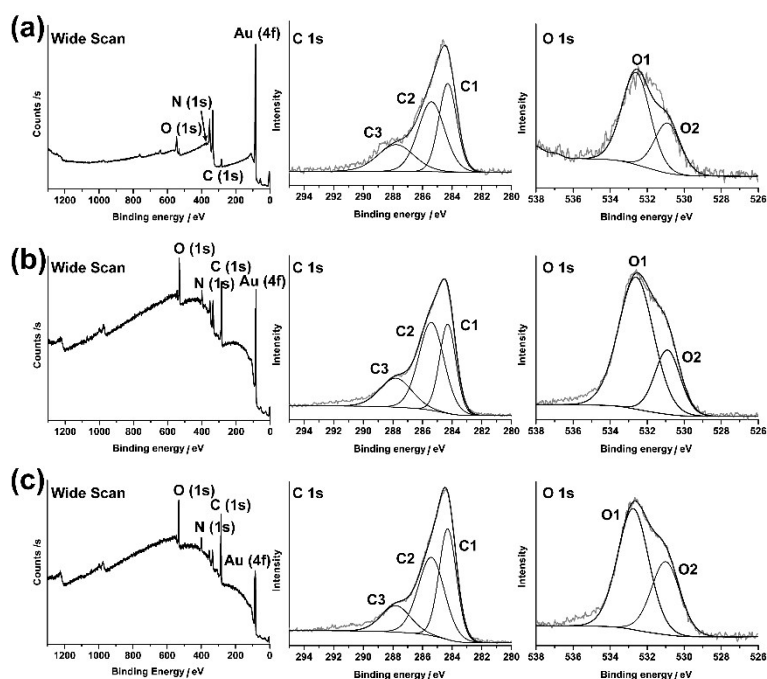 (a)
Wide Scan
Au (4f)
N (1s)
O (1s)
C (1s)
Counts /s
1300 1200 1000 800 600 400 200 0
Binding energy / eV
C 1s
C1
C2
C3
Intensity
294 292 290 288 286 284 282 280
Binding energy / eV
O 1s
O1
O2
Intensity
538 536 534 532 530 528 526
Binding energy / eV
(b)
Wide Scan
O (1s)
C (1s)
N (1s)
Au (4f)
Counts /s
1200 1000 800 600 400 200 0
Binding energy / eV
C 1s
C1
C2
C3
Intensity
294 292 290 288 286 284 282 280
Binding energy / eV
O 1s
O1
O2
Intensity
538 536 534 532 530 528 526
Binding energy / eV
(c)
Wide Scan
O (1s)
C (1s)
N (1s)
Au (4f)
Counts /s
1200 1000 800 600 400 200 0
Binding Energy / eV
C 1s
C1
C2
C3
Intensity
294 292 290 288 286 284 282 280
Binding energy / eV
O 1s
O1
O2
Intensity
538 536 534 532 530 528 526
Binding energy / eV